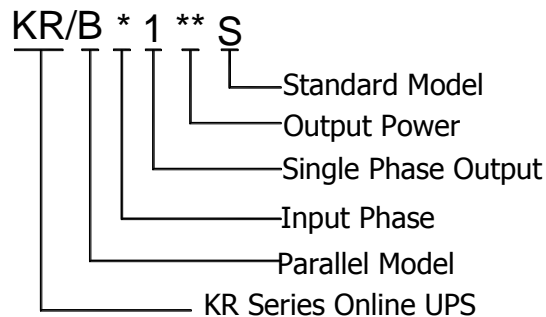 KR/B * 1 ** S
Standard Model
Output Power
Single Phase Output
Input Phase
Parallel Model
KR Series Online UPS